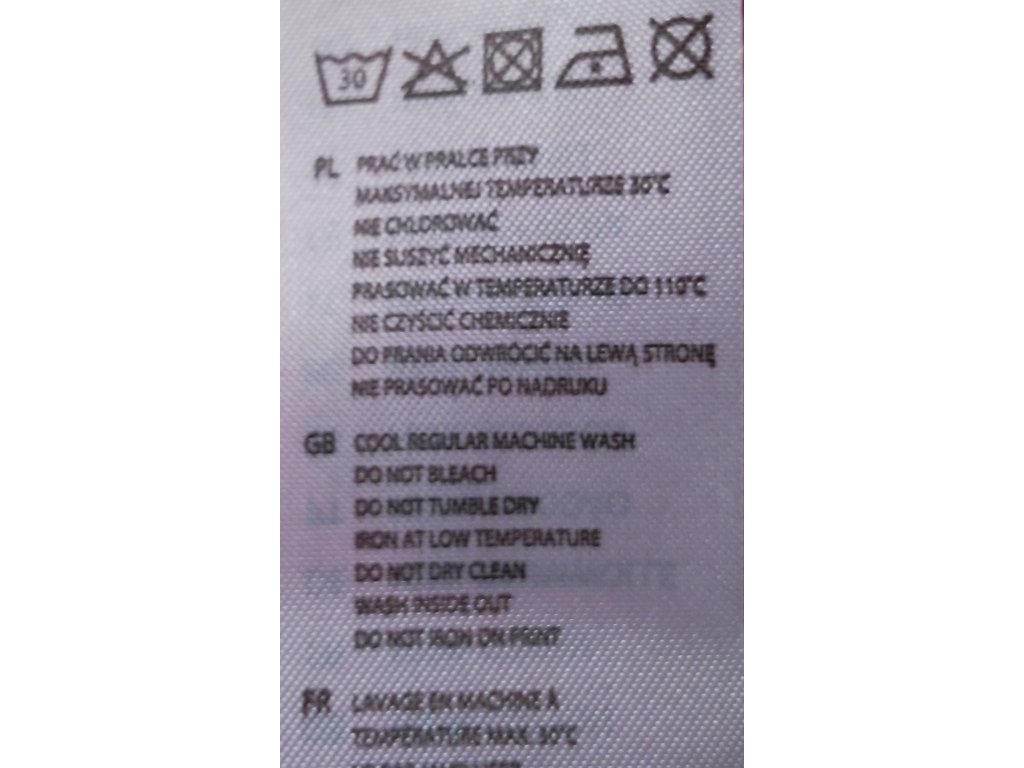 30
PL PRAĆ W PRALCE PRZY
MAKSYMALNEJ TEMPERATURZE 30°C
NIE CHLOROWAĆ
NIE SUSZYĆ MECHANICZNIE
PRASOWAĆ W TEMPERATURZE DO 110°C
NIE CZYŚCIĆ CHEMICZNIE
DO PRANIA ODWRÓCIĆ NA LEWĄ STRONĘ
NIE PRASOWAĆ PO NADRUKU
GB COOL REGULAR MACHINE WASH
DO NOT BLEACH
DO NOT TUMBLE DRY
IRON AT LOW TEMPERATURE
DO NOT DRY CLEAN
WASH INSIDE OUT
DO NOT IRON ON PRINT
FR LAVAGE EN MACHINE A
TEMPÉRATURE MAX. 30°C